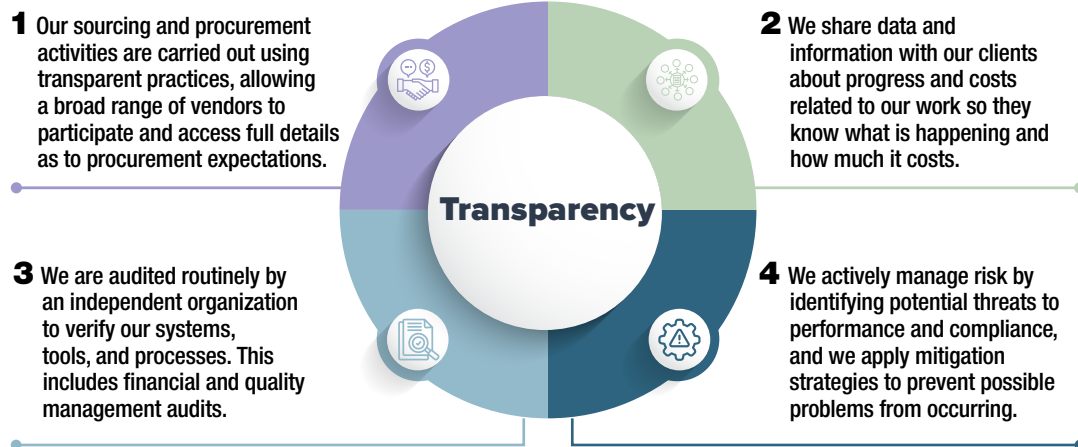 1 Our sourcing and procurement
activities are carried out using
transparent practices, allowing
a broad range of vendors to
participate and access full details
as to procurement expectations.
2 We share data and
information with our clients
about progress and costs
related to our work so they
know what is happening and
how much it costs.
Transparency
3 We are audited routinely by
an independent organization
to verify our systems,
tools, and processes. This
includes financial and quality
management audits.
4 We actively manage risk by
identifying potential threats to
performance and compliance,
and we apply mitigation
strategies to prevent possible
problems from occurring.